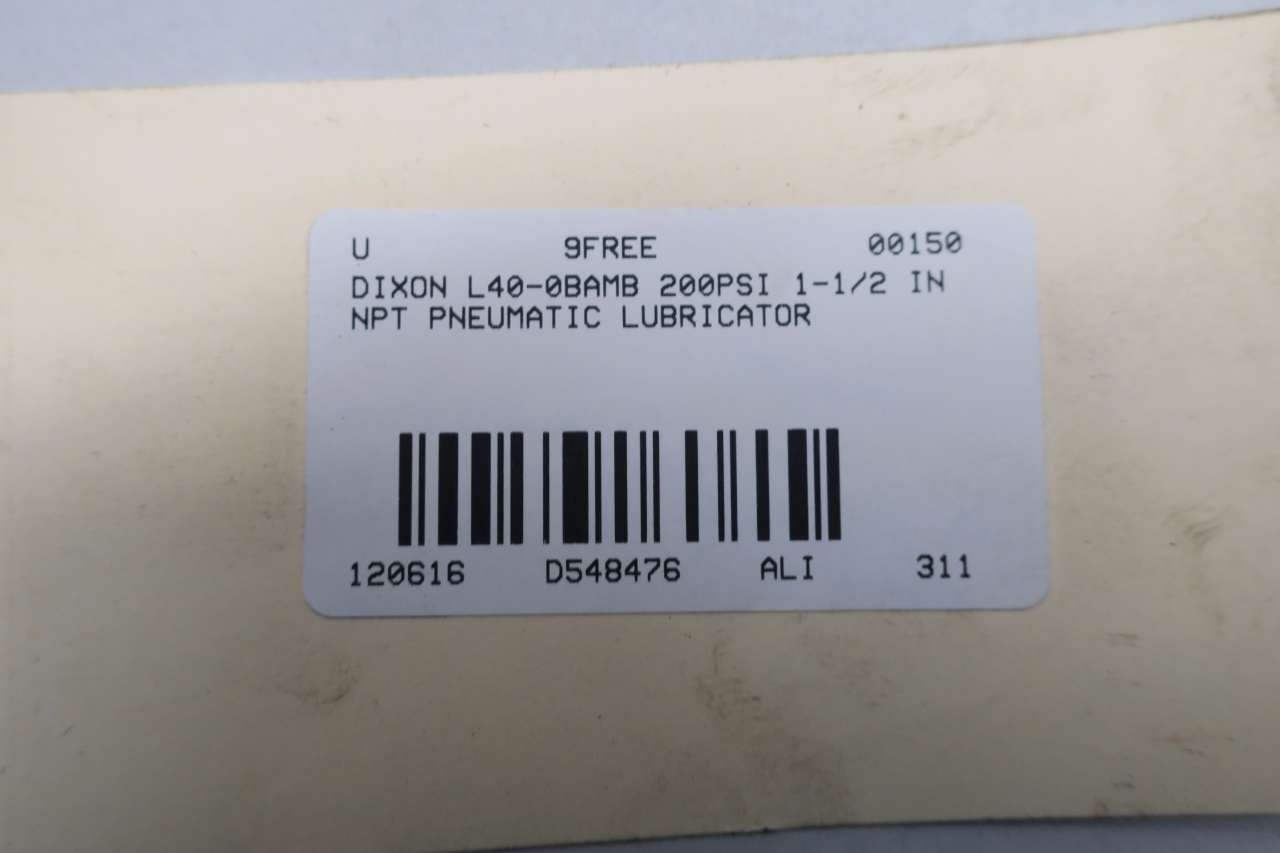 U 9FREE 00150
DIXON L40-0BAMB 200PSI 1-1/2 IN
NPT PNEUMATIC LUBRICATOR
120616 D548476 ALI 311